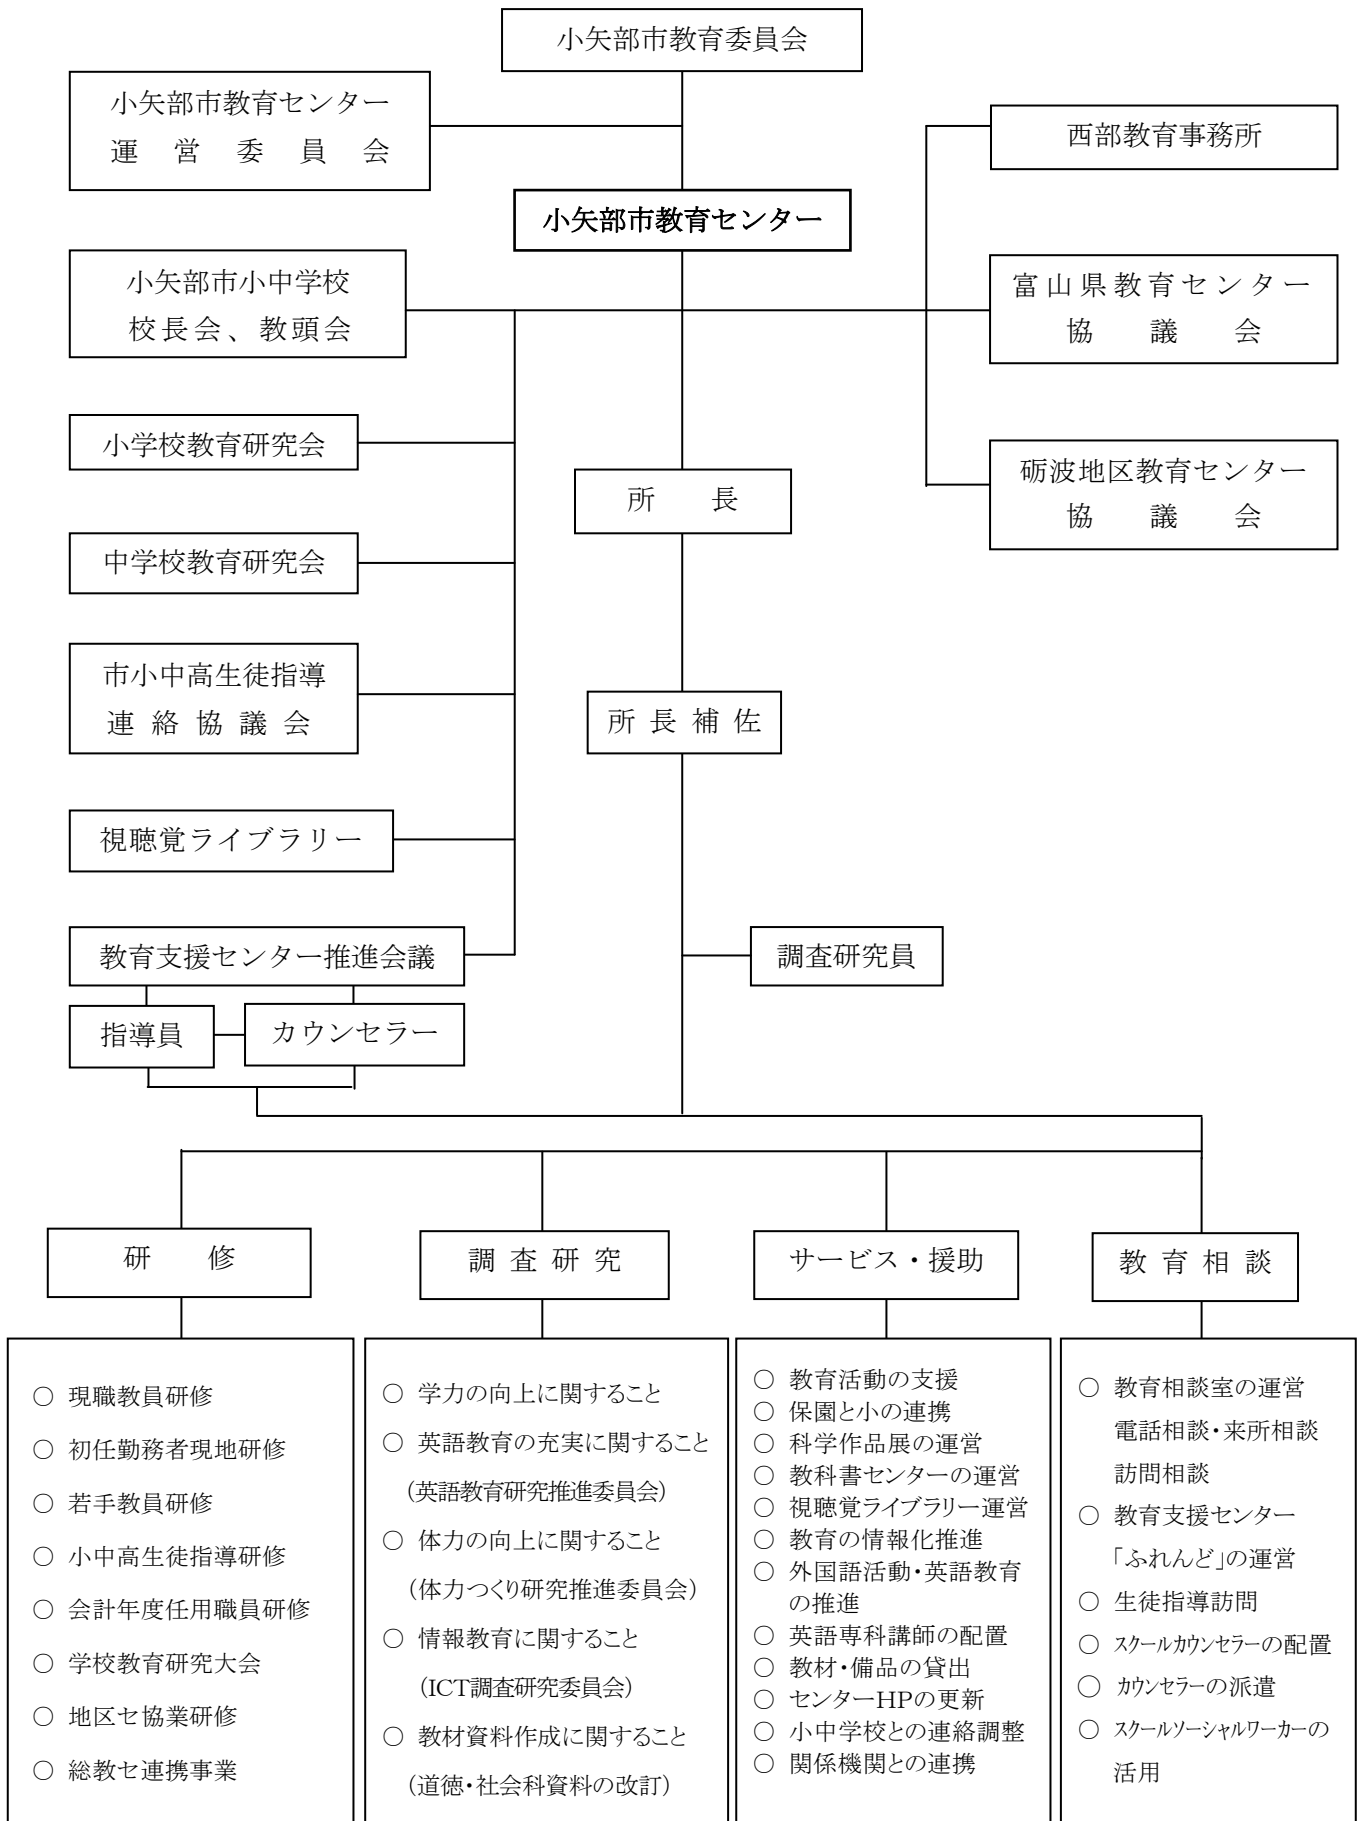 小矢部市教育委員会
小矢部市教育センター
運営委員会
西部教育事務所
小矢部市教育センター
小矢部市小中学校
校長会、教頭会
富山県教育センター
協議会
小学校教育研究会
所長
砺波地区教育センター
協議会
中学校教育研究会
市小中高生徒指導
連絡協議会
所長補佐
視聴覚ライブラリー
教育支援センター推進会議
調査研究員
指導員
カウンセラー
研修
○ 現職教員研修
○ 初任勤務者現地研修
○ 若手教員研修
○ 小中高生徒指導研修
○ 会計年度任用職員研修
○ 学校教育研究大会
○ 地区セ協業研修
○ 総教セ連携事業
調査研究
○ 学力の向上に関すること
○ 英語教育の充実に関すること
(英語教育研究推進委員会)
○ 体力の向上に関すること
(体力つくり研究推進委員会)
○ 情報教育に関すること
(ICT調査研究委員会)
○ 教材資料作成に関すること
(道徳・社会科資料の改訂)
サービス・援助
○ 教育活動の支援
○ 保園と小の連携
○ 科学作品展の運営
○ 教科書センターの運営
○ 視聴覚ライブラリー運営
○ 教育の情報化推進
○ 外国語活動・英語教育
の推進
○ 英語専科講師の配置
○ 教材・備品の貸出
○ センターHPの更新
○ 小中学校との連絡調整
○ 関係機関との連携
教育相談
○ 教育相談室の運営
電話相談・来所相談
訪問相談
○ 教育支援センター
「ふれんど」の運営
○ 生徒指導訪問
○ スクールカウンセラーの配置
○ カウンセラーの派遣
○ スクールソーシャルワーカーの
活用